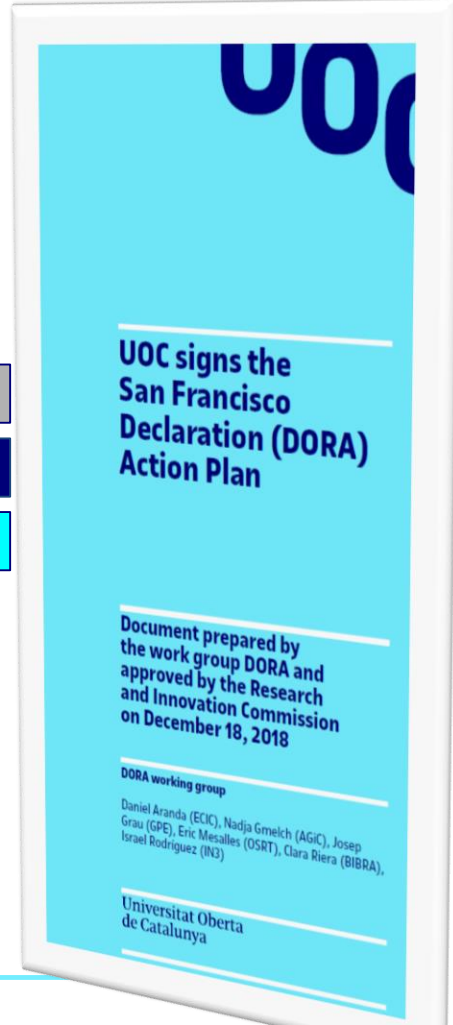 UOC
UOC signs the
San Francisco
Declaration (DORA)
Action Plan
Document prepared by
the work group DORA and
approved by the Research
and Innovation Commission
on December 18, 2018
DORA working group
Daniel Aranda (ECIC), Nadja Gmelch (AGiC), Josep
Grau (GPE), Eric Mesalles (OSRT), Clara Riera (BIBRA),
Israel Rodríguez (IN3)
Universitat Oberta
de Catalunya